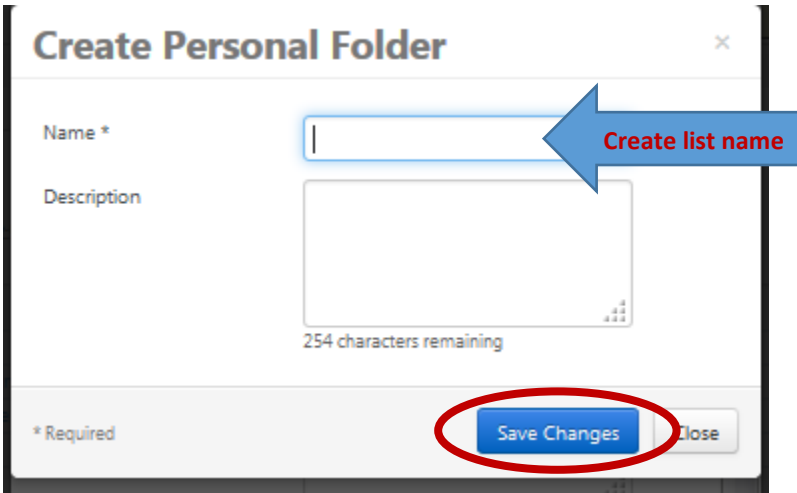 Create Personal Folder ×
Name *
Create list name
Description
254 characters remaining
* Required
Save Changes
Close